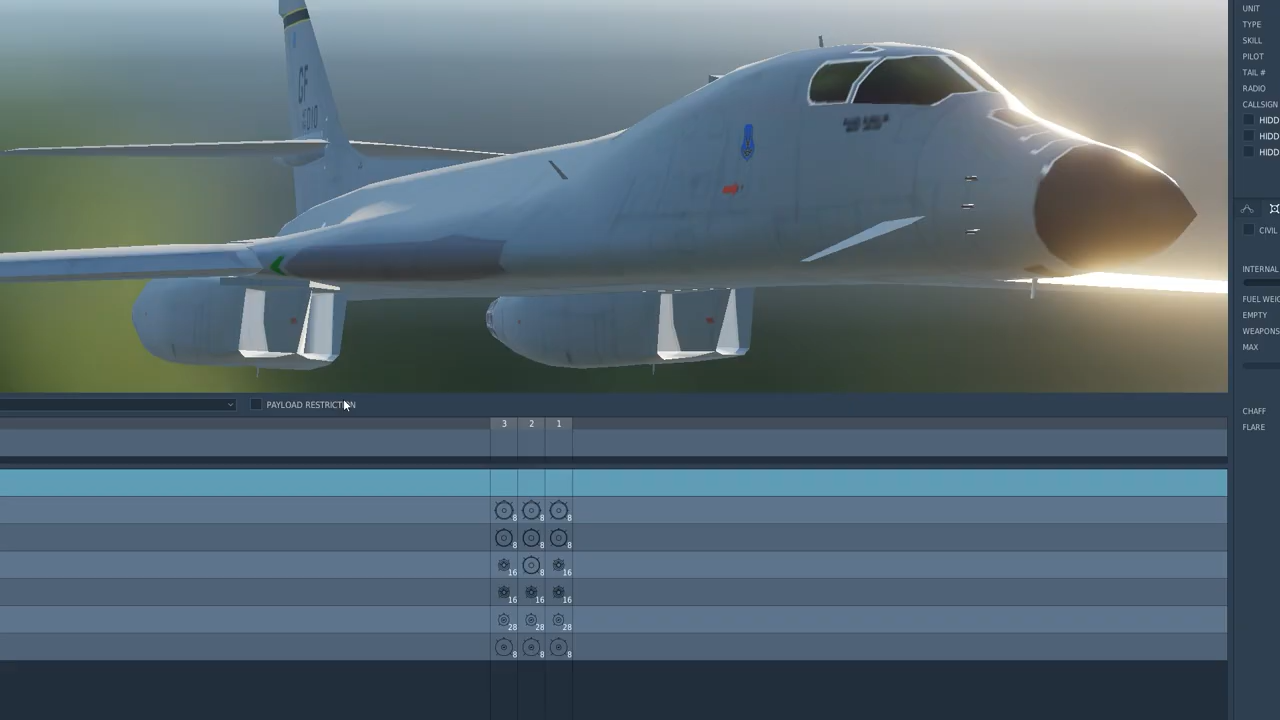 GF
UNIT
TYPE
SKILL
PILOT
TAIL #
RADIO
CALLSIGN
HIDD
HIDD
HIDD
CIVIL
INTERNAL
FUEL WEIG
EMPTY
WEAPONS
MAX
CHAFF
FLARE
PAYLOAD RESTRICTION
3 2 1
8 8 8
8 8 8
16 8 16
16 16 16
28 28 28
8 8 8